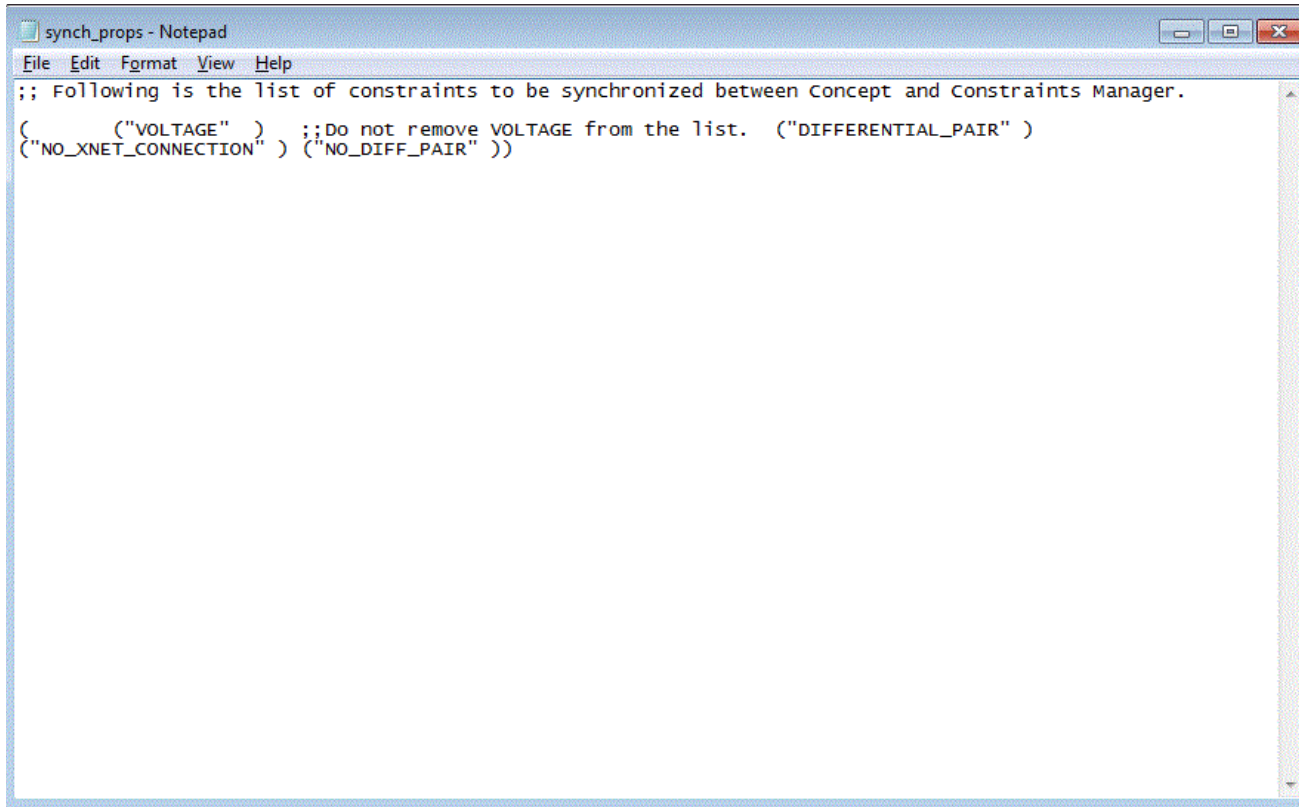 synch_props - Notepad
File Edit Format View Help
;; Following is the list of constraints to be synchronized between Concept and Constraints Manager.
(       ("VOLTAGE"  )    ;;Do not remove VOLTAGE from the list.  ("DIFFERENTIAL_PAIR" )
("NO_XNET_CONNECTION" ) ("NO_DIFF_PAIR" ))